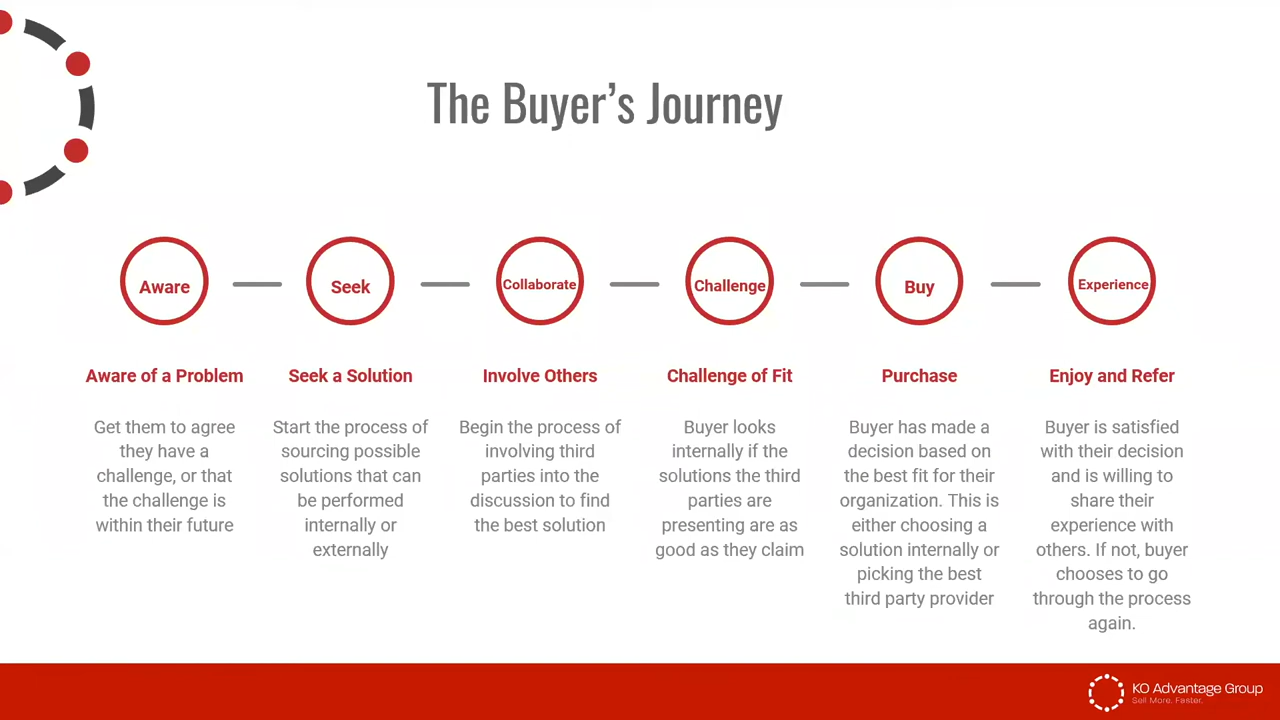 The Buyer's Journey
Aware
Seek
Collaborate
Challenge
Buy
Experience
Aware of a Problem
Get them to agree
they have a
challenge, or that
the challenge is
within their future
Seek a Solution
Start the process of
sourcing possible
solutions that can
be performed
internally or
externally
Involve Others
Begin the process of
involving third
parties into the
discussion to find
the best solution
Challenge of Fit
Buyer looks
internally if the
solutions the third
parties are
presenting are as
good as they claim
Purchase
Buyer has made a
decision based on
the best fit for their
organization. This is
either choosing a
solution internally or
picking the best
third party provider
Enjoy and Refer
Buyer is satisfied
with their decision
and is willing to
share their
experience with
others. If not, buyer
chooses to go
through the process
again.
KO Advantage Group
Sell More. Faster.